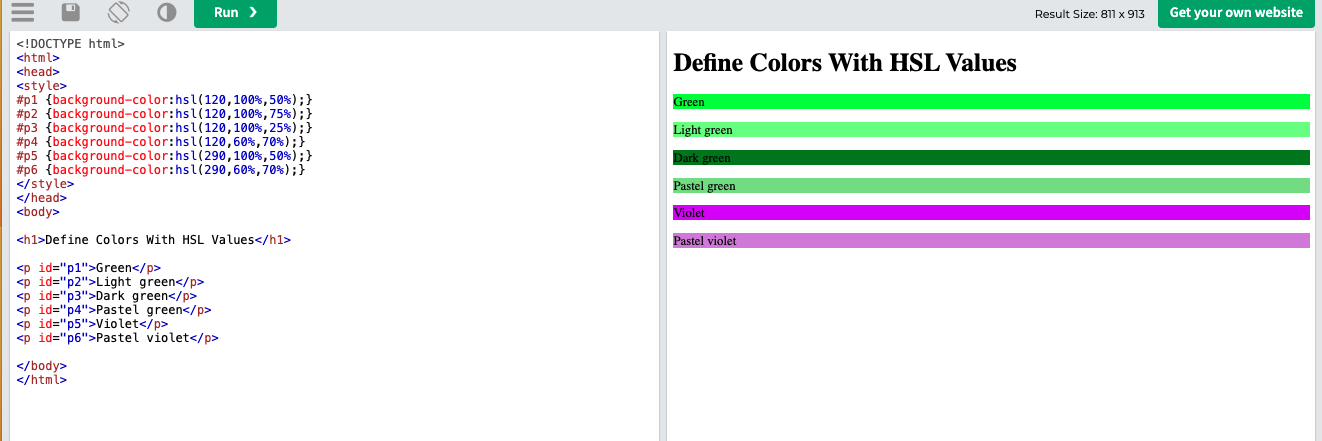 Run ❯
Result Size: 811 x 913
Get your own website
<!DOCTYPE html>
<html>
<head>
<style>
#p1 {background-color:hsl(120,100%,50%);}
#p2 {background-color:hsl(120,100%,75%);}
#p3 {background-color:hsl(120,100%,25%);}
#p4 {background-color:hsl(120,60%,70%);}
#p5 {background-color:hsl(290,100%,50%);}
#p6 {background-color:hsl(290,60%,70%);}
</style>
</head>
<body>
<h1>Define Colors With HSL Values</h1>
<p id="p1">Green</p>
<p id="p2">Light green</p>
<p id="p3">Dark green</p>
<p id="p4">Pastel green</p>
<p id="p5">Violet</p>
<p id="p6">Pastel violet</p>
</body>
</html>
Define Colors With HSL Values
Green
Light green
Dark green
Pastel green
Violet
Pastel violet